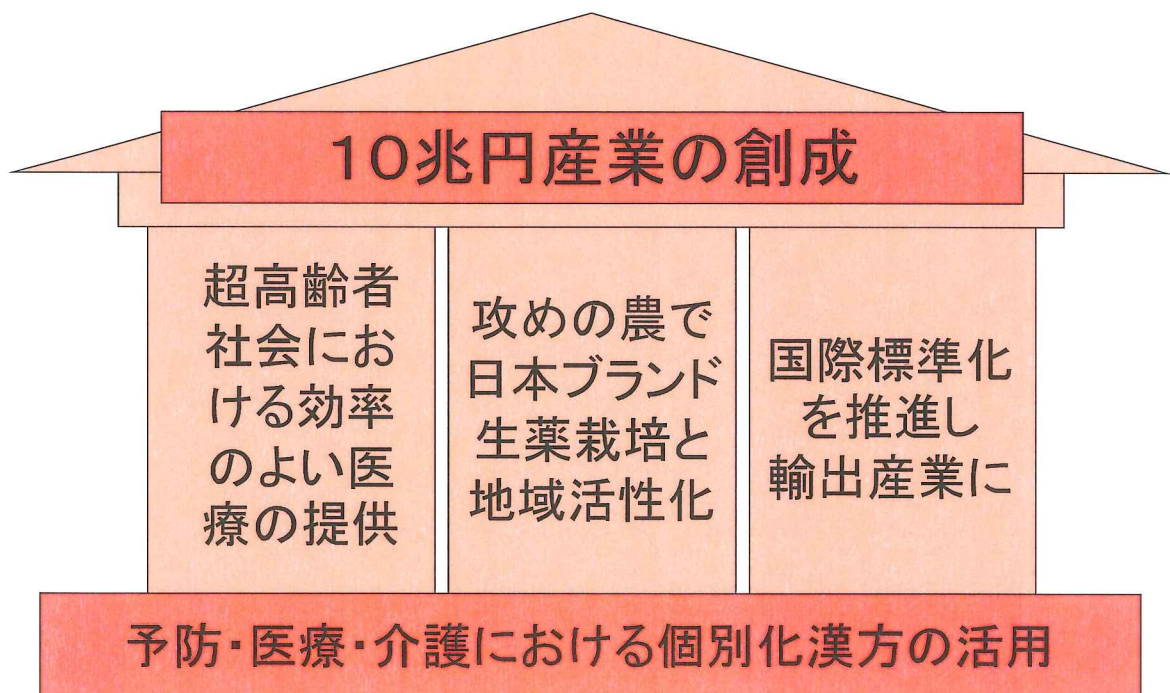 10兆円産業の創成
超高齢者
社会にお
ける効率
のよい医
療の提供
攻めの農で
日本ブランド
生薬栽培と
地域活性化
国際標準化
を推進し
輸出産業に
予防・医療・介護における個別化漢方の活用